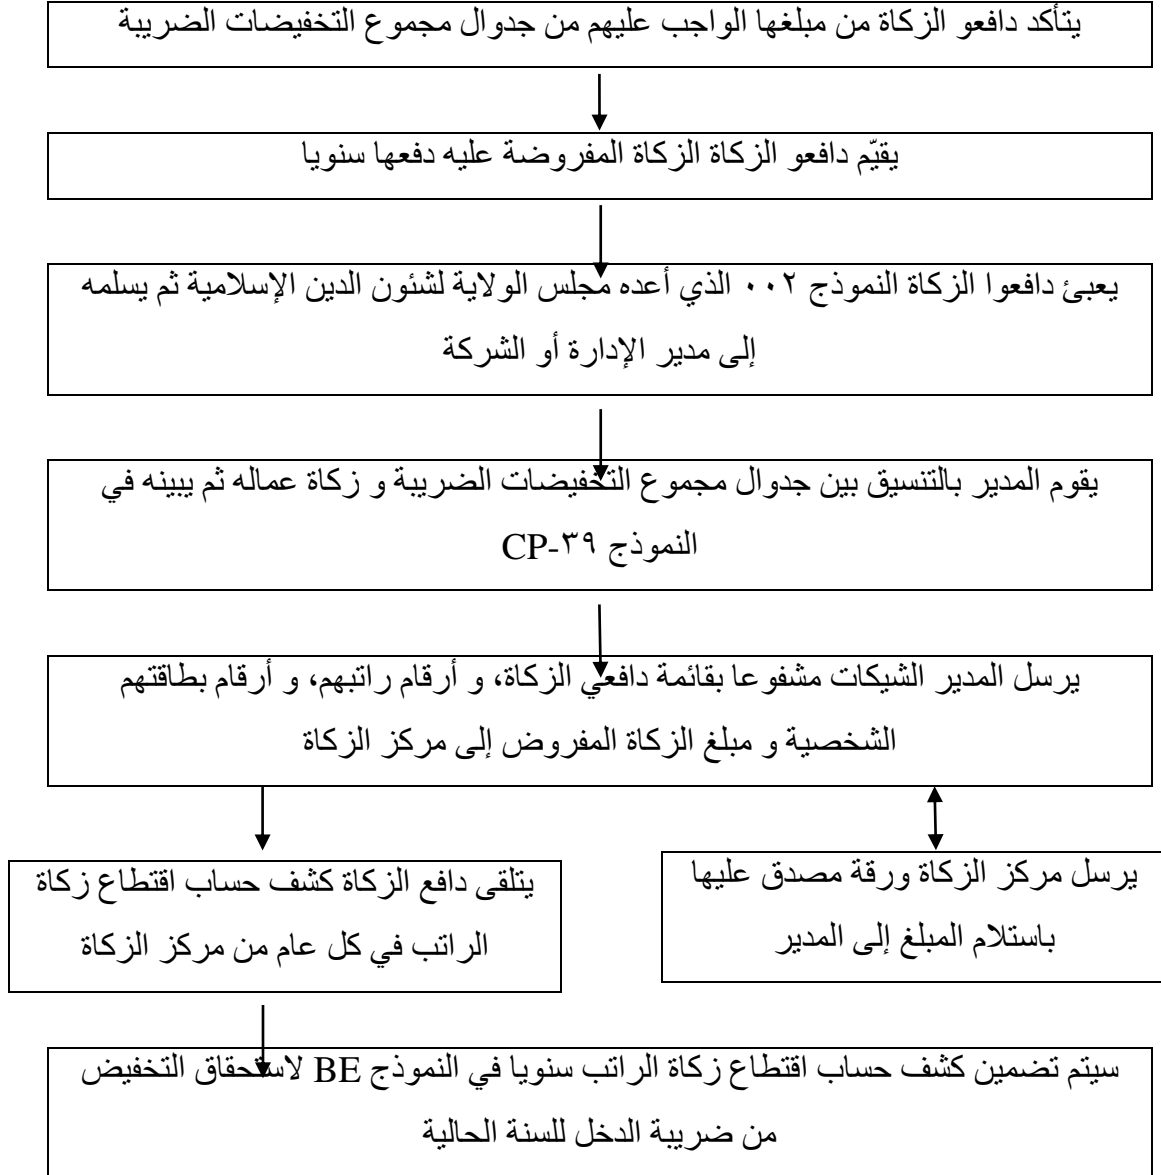 يتأكد دافعو الزكاة من مبلغها الواجب عليهم من جدوال مجموع التخفيضات الضريبة
يقيّم دافعو الزكاة الزكاة المفروضة عليه دفعها سنويا
يعبئ دافعوا الزكاة النموذج ٠٠٢ الذي أعده مجلس الولاية لشئون الدين الإسلامية ثم يسلمه
إلى مدير الإدارة أو الشركة
يقوم المدير بالتنسيق بين جدوال مجموع التخفيضات الضريبة و زكاة عماله ثم يبينه في
النموذج CP-٣٩
يرسل المدير الشيكات مشفوعا بقائمة دافعي الزكاة، و أرقام راتبهم، و أرقام بطاقتهم
الشخصية و مبلغ الزكاة المفروض إلى مركز الزكاة
يرسل مركز الزكاة ورقة مصدق عليها
باستلام المبلغ إلى المدير
يتلقى دافع الزكاة كشف حساب اقتطاع زكاة
الراتب في كل عام من مركز الزكاة
سيتم تضمين كشف حساب اقتطاع زكاة الراتب سنويا في النموذج BE لاستحقاق التخفيض
من ضريبة الدخل للسنة الحالية